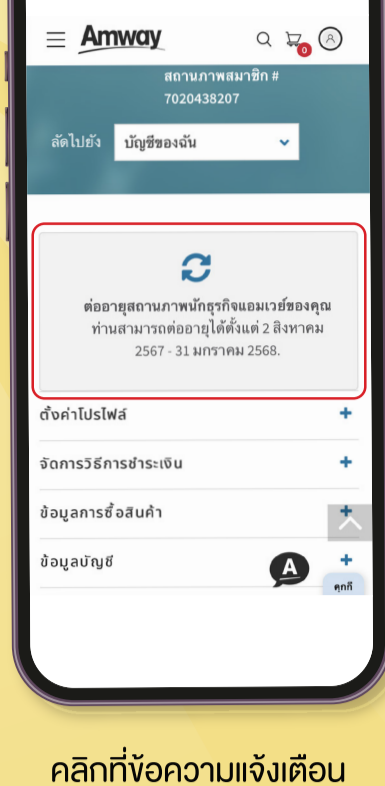 Amway
0
สถานภาพสมาชิก #
7020438207
ลัดไปยัง บัญชีของฉัน
ต่ออายุสถานภาพนักธุรกิจแอมเวย์ของคุณ
ท่านสามารถต่ออายุได้ตั้งแต่ 2 สิงหาคม
2567 - 31 มกราคม 2568.
ตั้งค่าโปรไฟล์
จัดการวิธีการชำระเงิน
ข้อมูลการซื้อสินค้า
ข้อมูลบัญชี
A
คุกกี
คลิกที่ข้อความแจ้งเตือน